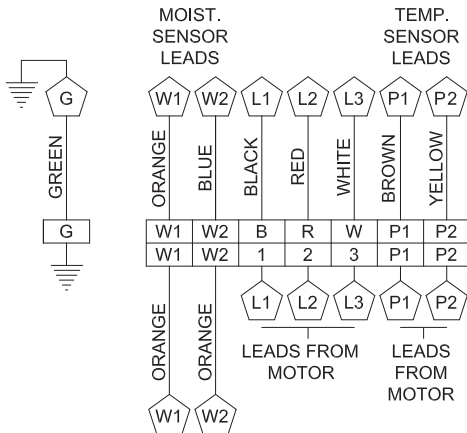 MOIST.
SENSOR
LEADS
TEMP.
SENSOR
LEADS
G W1 W2 L1 L2 L3 P1 P2
GREEN ORANGE BLUE BLACK RED WHITE BROWN YELLOW
G W1 W2 B R W P1 P2
W1 W2 1 2 3 P1 P2
L1 L2 L3 P1 P2
ORANGE ORANGE
LEADS FROM
MOTOR
LEADS
FROM
MOTOR
W1 W2